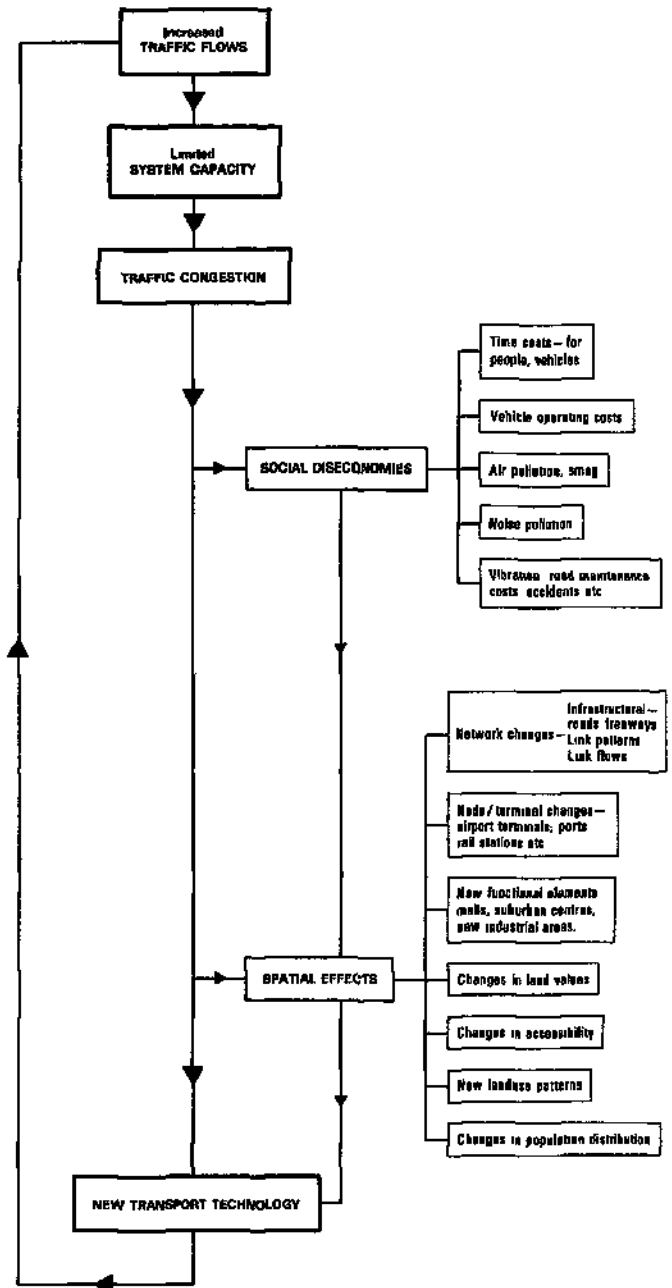 Increased
TRAFFIC FLOWS
Limited
SYSTEM CAPACITY
TRAFFIC CONGESTION
Time costs – for
people, vehicles
Vehicle operating costs
SOCIAL DISECONOMIES
Air pollution, smog
Noise pollution
Vibration road maintenance
costs accidents etc
Network changes –
Infrastructural –
roads freeways
Link patterns
Link flows
Node / terminal changes –
airport terminals, ports
rail stations etc
New functional elements
malls, suburban centres,
new industrial areas.
SPATIAL EFFECTS
Changes in land values
Changes in accessibility
New landuse patterns
Changes in population distribution
NEW TRANSPORT TECHNOLOGY